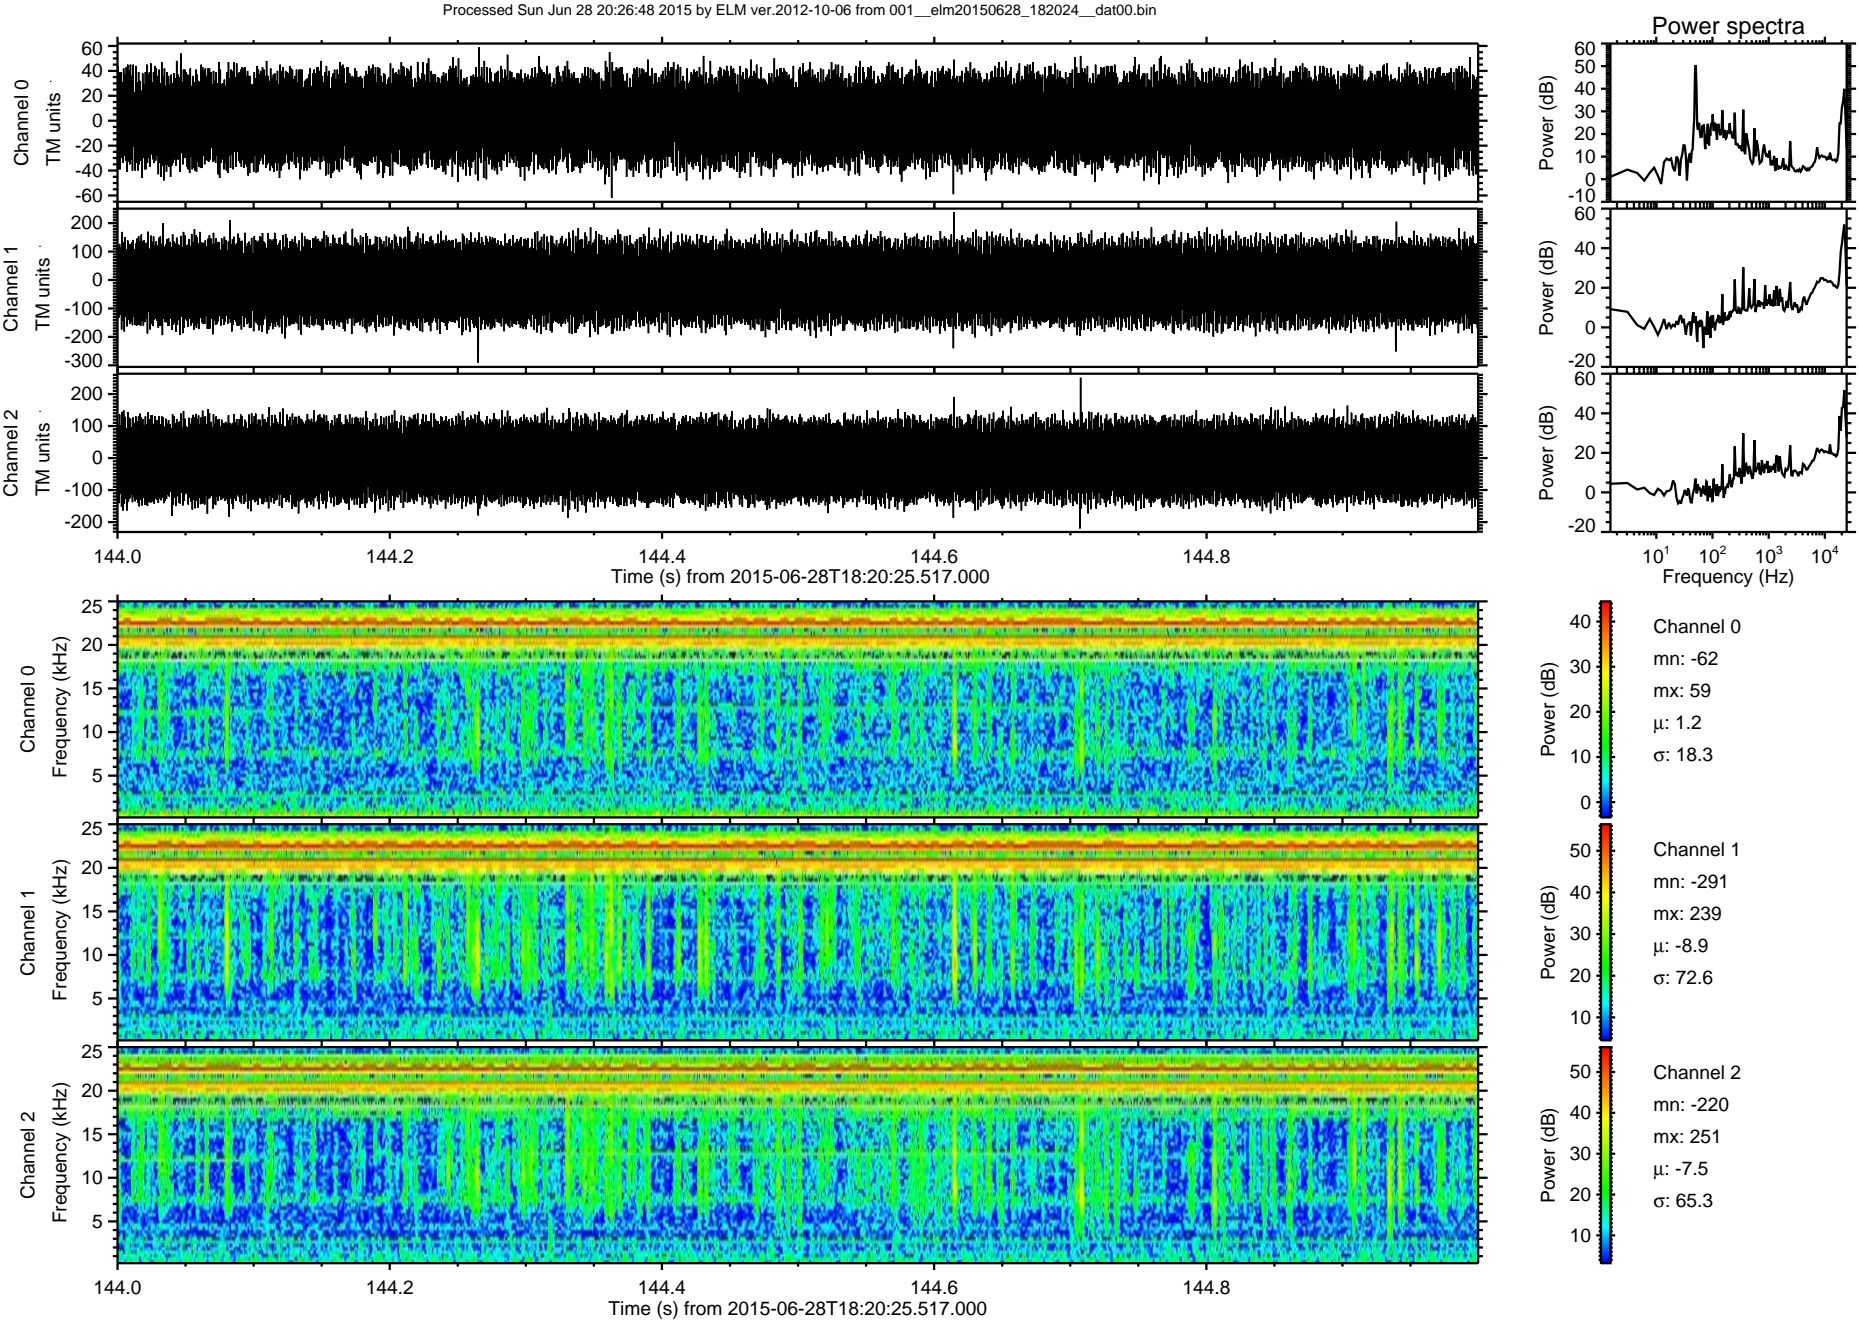 Processed Sun Jun 28 20:26:48 2015 by ELM ver.2012-10-06 from 001__elm20150628_182024__dat00.bin
Power spectra
Channel 0
TM units
60
40
20
0
-20
-40
-60
Power (dB)
60
50
40
30
20
10
0
-10
Channel 1
TM units
200
100
0
-100
-200
-300
Power (dB)
60
40
20
0
-20
Channel 2
TM units
200
100
0
-100
-200
Power (dB)
60
40
20
0
-20
144.0 144.2 144.4 144.6 144.8
Time (s) from 2015-06-28T18:20:25.517.000
10^1 10^2 10^3 10^4
Frequency (Hz)
Channel 0
Frequency (kHz)
25
20
15
10
5
Power (dB)
40
30
20
10
0
Channel 0
mn: -62
mx: 59
μ: 1.2
σ: 18.3
Channel 1
Frequency (kHz)
25
20
15
10
5
Power (dB)
50
40
30
20
10
Channel 1
mn: -291
mx: 239
μ: -8.9
σ: 72.6
Channel 2
Frequency (kHz)
25
20
15
10
5
Power (dB)
50
40
30
20
10
Channel 2
mn: -220
mx: 251
μ: -7.5
σ: 65.3
144.0 144.2 144.4 144.6 144.8
Time (s) from 2015-06-28T18:20:25.517.000